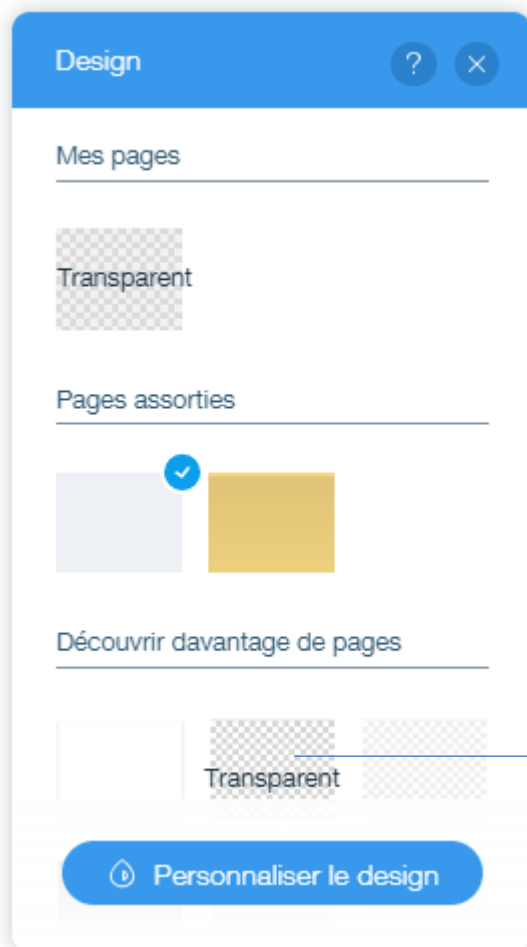 Design
?
Mes pages
Transparent
Pages assorties
Découvrir davantage de pages
Transparent
Personnaliser le design